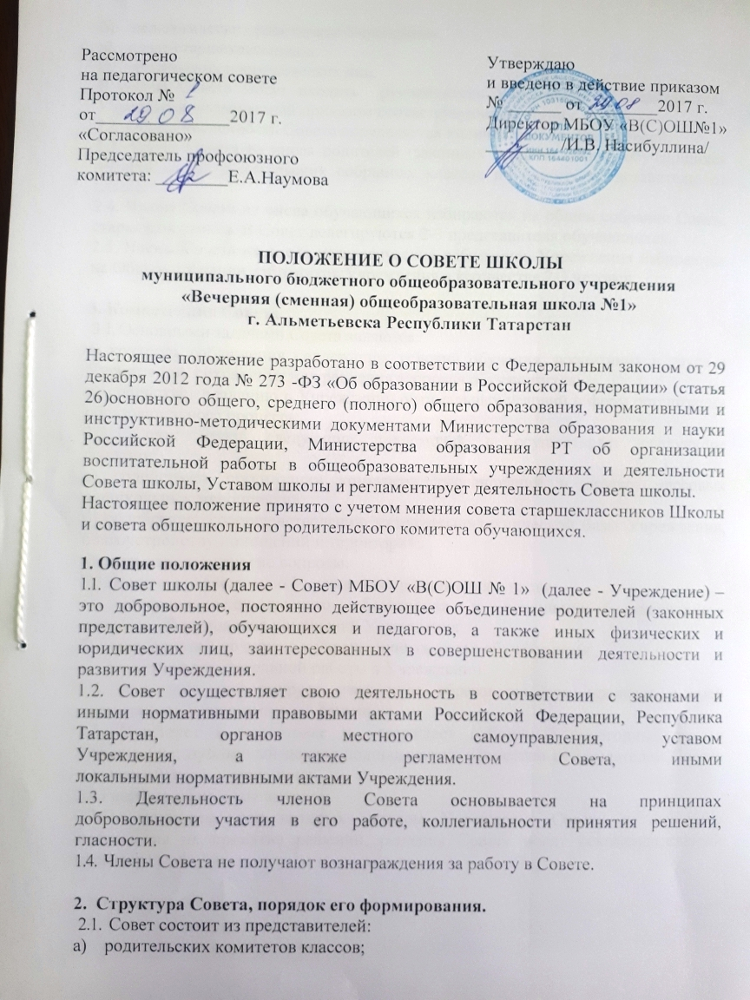 Рассмотрено
на педагогическом совете
Протокол № 1
от 29.08 2017 г.
«Согласовано»
Председатель профсоюзного
комитета: Е.А.Наумова
Утверждаю
и введено в действие приказом
№ от 29.08 2017 г.
Директор МБОУ «В(С)ОШ№1»
/И.В. Насибуллина/
ДОКУМЕНТОВ
КПП 164401001
ПОЛОЖЕНИЕ О СОВЕТЕ ШКОЛЫ
муниципального бюджетного общеобразовательного учреждения
«Вечерняя (сменная) общеобразовательная школа №1»
г. Альметьевска Республики Татарстан
Настоящее положение разработано в соответствии с Федеральным законом от 29
декабря 2012 года № 273 -ФЗ «Об образовании в Российской Федерации» (статья
26)основного общего, среднего (полного) общего образования, нормативными и
инструктивно-методическими документами Министерства образования и науки
Российской Федерации, Министерства образования РТ об организации
воспитательной работы в общеобразовательных учреждениях и деятельности
Совета школы, Уставом школы и регламентирует деятельность Совета школы.
Настоящее положение принято с учетом мнения совета старшеклассников Школы
и совета общешкольного родительского комитета обучающихся.
1. Общие положения
1.1. Совет школы (далее - Совет) МБОУ «В(С)ОШ № 1» (далее - Учреждение) –
это добровольное, постоянно действующее объединение родителей (законных
представителей), обучающихся и педагогов, а также иных физических и
юридических лиц, заинтересованных в совершенствовании деятельности и
развития Учреждения.
1.2. Совет осуществляет свою деятельность в соответствии с законами и
иными нормативными правовыми актами Российской Федерации, Республика
Татарстан, органов местного самоуправления, уставом
Учреждения, а также регламентом Совета, иными
локальными нормативными актами Учреждения.
1.3. Деятельность членов Совета основывается на принципах
добровольности участия в его работе, коллегиальности принятия решений,
гласности.
1.4. Члены Совета не получают вознаграждения за работу в Совете.
2. Структура Совета, порядок его формирования.
2.1. Совет состоит из представителей:
а) родительских комитетов классов;